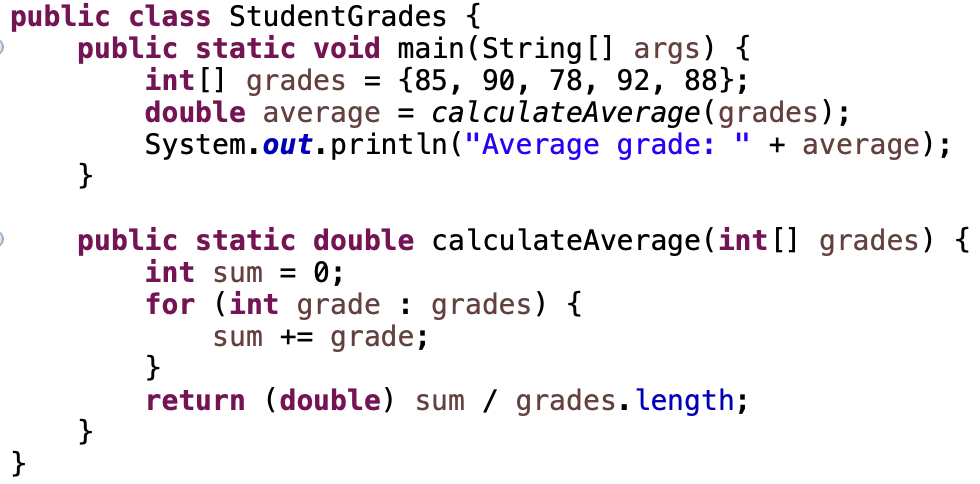 public class StudentGrades {
    public static void main(String[] args) {
        int[] grades = {85, 90, 78, 92, 88};
        double average = calculateAverage(grades);
        System.out.println("Average grade: " + average);
    }

    public static double calculateAverage(int[] grades) {
        int sum = 0;
        for (int grade : grades) {
            sum += grade;
        }
        return (double) sum / grades.length;
    }
}